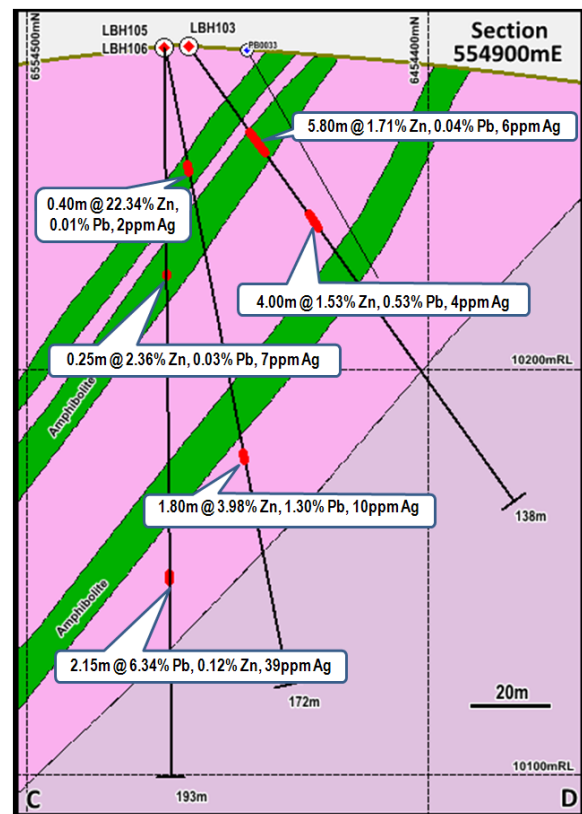 Section
554900mE
LBH105
LBH103
LBH106
PB0033
6554500mN
6454400mN
5.80m @ 1.71% Zn, 0.04% Pb, 6ppm Ag
0.40m @ 22.34% Zn,
0.01% Pb, 2ppm Ag
4.00m @ 1.53% Zn, 0.53% Pb, 4ppm Ag
0.25m @ 2.36% Zn, 0.03% Pb, 7ppm Ag
10200mRL
Amphibolite
1.80m @ 3.98% Zn, 1.30% Pb, 10ppm Ag
138m
Amphibolite
2.15m @ 6.34% Pb, 0.12% Zn, 39ppm Ag
172m
20m
10100mRL
193m
C
D